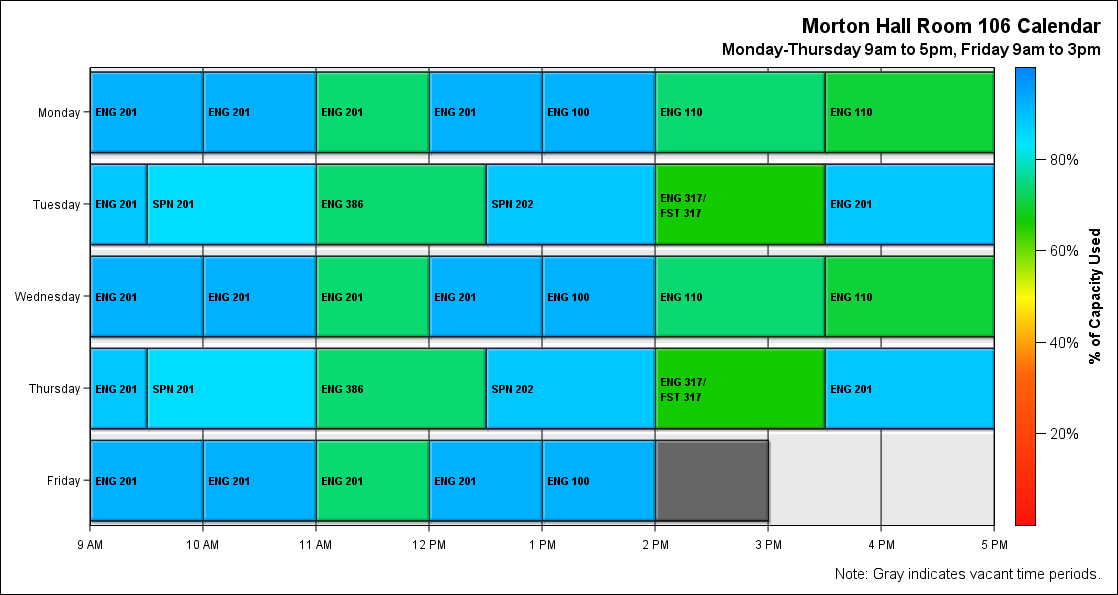 Morton Hall Room 106 Calendar
Monday-Thursday 9am to 5pm, Friday 9am to 3pm
Monday
ENG 201
ENG 201
ENG 201
ENG 201
ENG 100
ENG 110
ENG 110
Tuesday
ENG 201
SPN 201
ENG 386
SPN 202
ENG 317/
FST 317
ENG 201
Wednesday
ENG 201
ENG 201
ENG 201
ENG 201
ENG 100
ENG 110
ENG 110
Thursday
ENG 201
SPN 201
ENG 386
SPN 202
ENG 317/
FST 317
ENG 201
Friday
ENG 201
ENG 201
ENG 201
ENG 201
ENG 100
9 AM
10 AM
11 AM
12 PM
1 PM
2 PM
3 PM
4 PM
5 PM
80%
60%
40%
20%
% of Capacity Used
Note: Gray indicates vacant time periods.